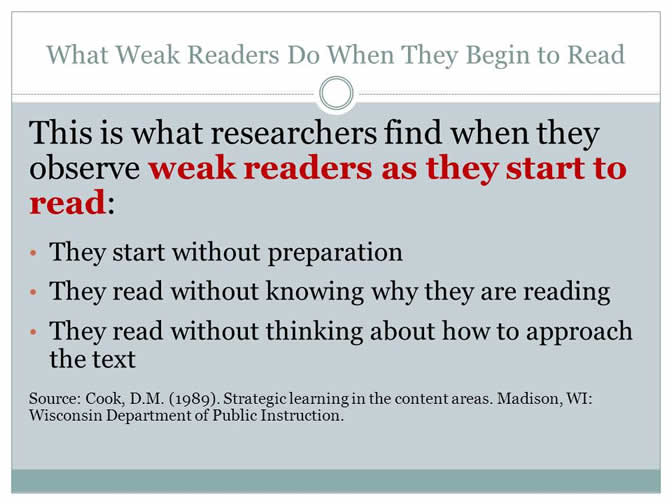 What Weak Readers Do When They Begin to Read
This is what researchers find when they
observe weak readers as they start to
read:
• They start without preparation
• They read without knowing why they are reading
• They read without thinking about how to approach
the text
Source: Cook, D.M. (1989). Strategic learning in the content areas. Madison, WI:
Wisconsin Department of Public Instruction.